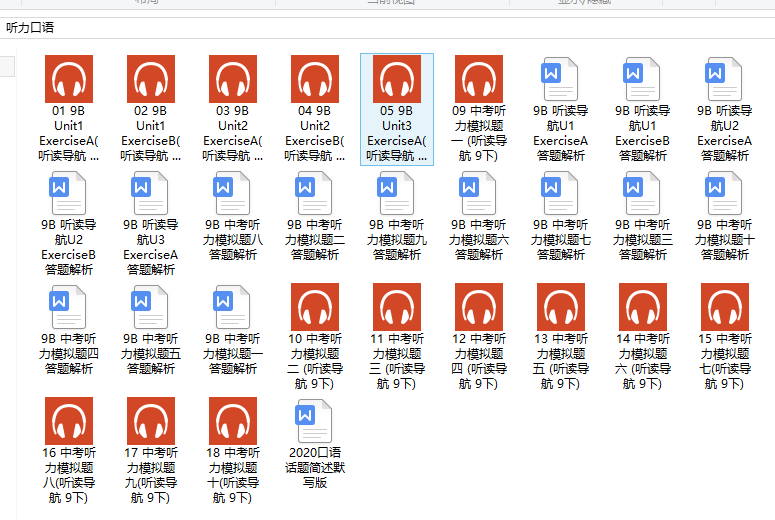 听力口语
01 9B
Unit1
ExerciseA(
听读导航 ...
02 9B
Unit1
ExerciseB(
听读导航 ...
03 9B
Unit2
ExerciseA(
听读导航 ...
04 9B
Unit2
ExerciseB(
听读导航 ...
05 9B
Unit3
ExerciseA(
听读导航 ...
09 中考听
力模拟题
一 (听读导
航 9下)
9B 听读导
航U1
ExerciseA
答题解析
9B 听读导
航U1
ExerciseB
答题解析
9B 听读导
航U2
ExerciseA
答题解析
9B 听读导
航U2
ExerciseB
答题解析
9B 听读导
航U3
ExerciseA
答题解析
9B 中考听
力模拟题八
答题解析
9B 中考听
力模拟题二
答题解析
9B 中考听
力模拟题九
答题解析
9B 中考听
力模拟题六
答题解析
9B 中考听
力模拟题七
答题解析
9B 中考听
力模拟题三
答题解析
9B 中考听
力模拟题十
答题解析
9B 中考听
力模拟题四
答题解析
9B 中考听
力模拟题五
答题解析
9B 中考听
力模拟题一
答题解析
10 中考听
力模拟题
二 (听读导
航 9下)
11 中考听
力模拟题
三 (听读导
航 9下)
12 中考听
力模拟题
四 (听读导
航 9下)
13 中考听
力模拟题
五 (听读导
航 9下)
14 中考听
力模拟题
六 (听读导
航 9下)
15 中考听
力模拟题
七(听读导
航 9下)
16 中考听
力模拟题
八(听读导
航 9下)
17 中考听
力模拟题
九(听读导
航 9下)
18 中考听
力模拟题
十(听读导
航 9下)
2020口语
话题简述默
写版